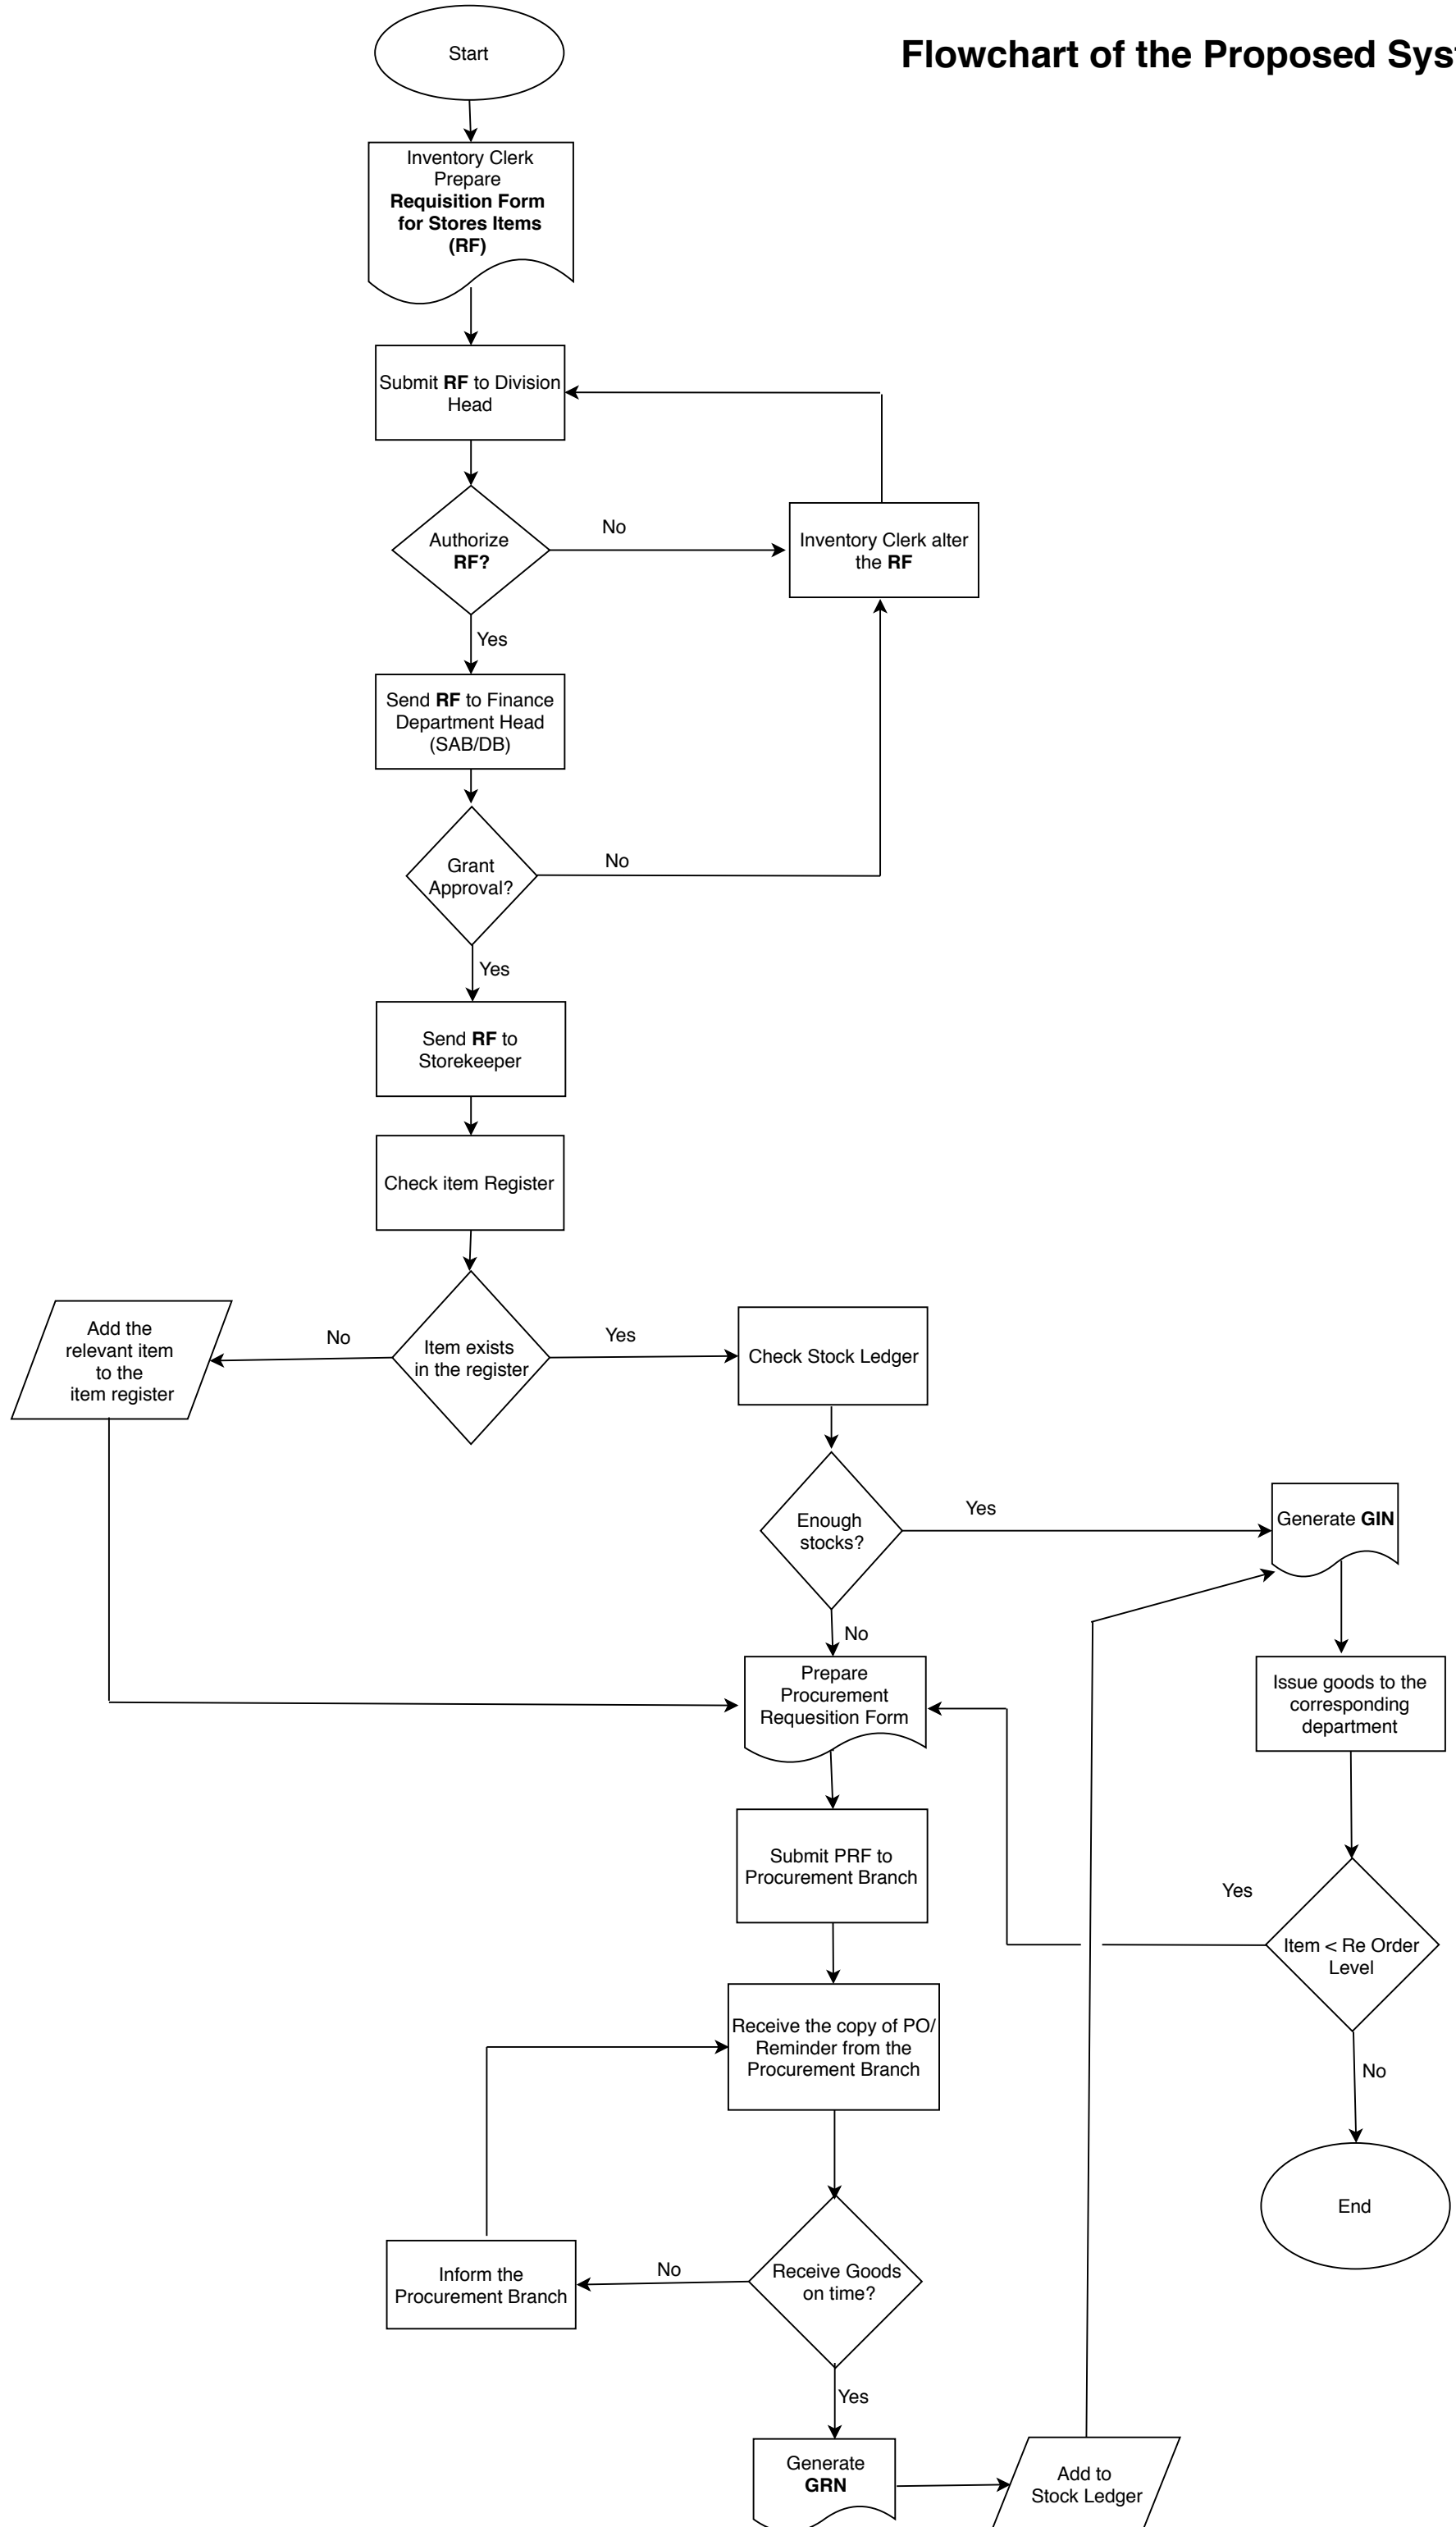 Start
Flowchart of the Proposed Sys
Inventory Clerk
Prepare
Requisition Form
for Stores Items
(RF)
Submit RF to Division
Head
Authorize
RF?
No
Inventory Clerk alter
the RF
Yes
Send RF to Finance
Department Head
(SAB/DB)
Grant
Approval?
No
Yes
Send RF to
Storekeeper
Check item Register
Add the
relevant item
to the
item register
No
Item exists
in the register
Yes
Check Stock Ledger
Enough
stocks?
Yes
Generate GIN
No
Prepare
Procurement
Requesition Form
Issue goods to the
corresponding
department
Submit PRF to
Procurement Branch
Yes
Item < Re Order
Level
Receive the copy of PO/
Reminder from the
Procurement Branch
No
End
Inform the
Procurement Branch
No
Receive Goods
on time?
Yes
Generate
GRN
Add to
Stock Ledger